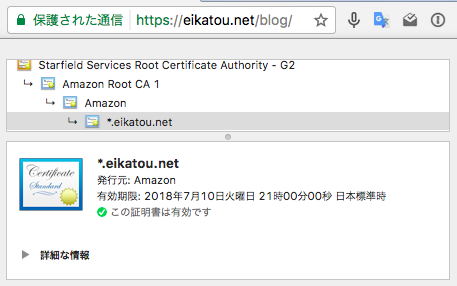 保護された通信 https://eikatou.net/blog/
Starfield Services Root Certificate Authority - G2
Amazon Root CA 1
Amazon
*.eikatou.net
Certificate
Standard
*.eikatou.net
発行元: Amazon
有効期限: 2018年7月10日火曜日 21時00分00秒 日本標準時
この証明書は有効です
詳細な情報